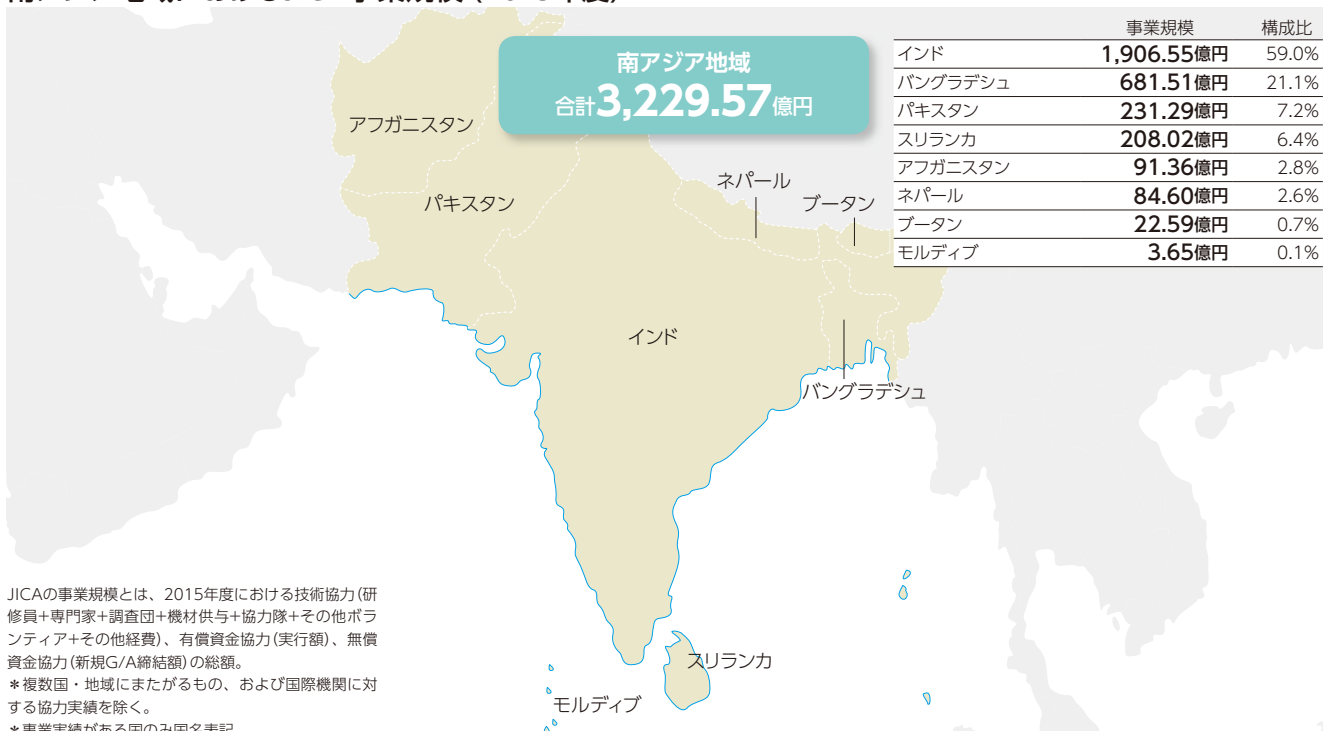 南アジア地域
合計3,229.57億円
事業規模 構成比
インド 1,906.55億円 59.0%
バングラデシュ 681.51億円 21.1%
パキスタン 231.29億円 7.2%
スリランカ 208.02億円 6.4%
アフガニスタン 91.36億円 2.8%
ネパール 84.60億円 2.6%
ブータン 22.59億円 0.7%
モルディブ 3.65億円 0.1%
アフガニスタン
パキスタン
ネパール
ブータン
インド
バングラデシュ
スリランカ
モルディブ
JICAの事業規模とは、2015年度における技術協力（研
修員+専門家+調査団+機材供与+協力隊+その他ボラ
ンティア+その他経費）、有償資金協力（実行額）、無償
資金協力（新規G/A締結額）の総額。
＊複数国・地域にまたがるもの、および国際機関に対
する協力実績を除く。
＊事業実績がある国のみ国名表記